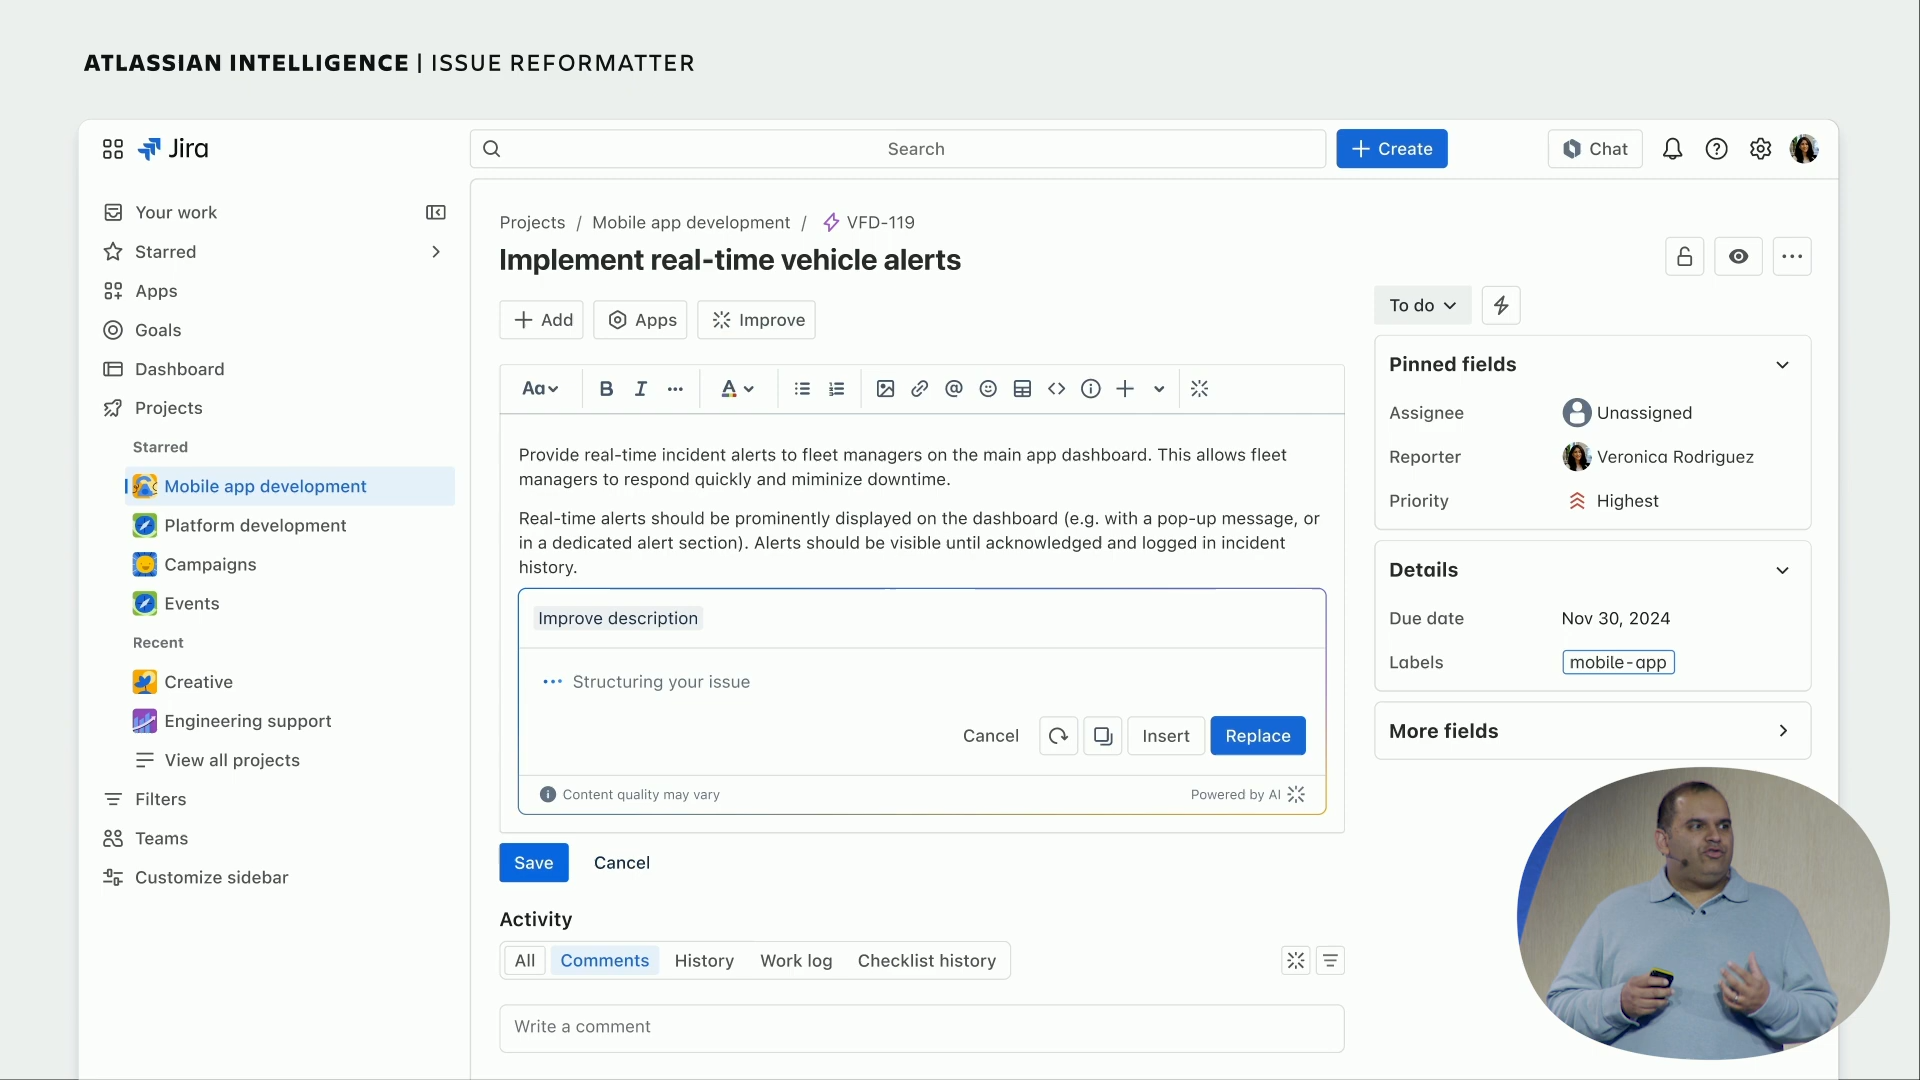 ATLASSIAN INTELLIGENCE | ISSUE REFORMATTER
Jira
Search
+ Create
Chat
Your work
Starred
Apps
Goals
Dashboard
Projects
Starred
Mobile app development
Platform development
Campaigns
Events
Recent
Creative
Engineering support
View all projects
Filters
Teams
Customize sidebar
Projects / Mobile app development / VFD-119
Implement real-time vehicle alerts
+ Add
Apps
Improve
Aa B I ... A
Provide real-time incident alerts to fleet managers on the main app dashboard. This allows fleet
managers to respond quickly and miminize downtime.
Real-time alerts should be prominently displayed on the dashboard (e.g. with a pop-up message, or
in a dedicated alert section). Alerts should be visible until acknowledged and logged in incident
history.
Improve description
Structuring your issue
Cancel
Insert
Replace
Content quality may vary
Powered by AI
Save
Cancel
Activity
All
Comments
History
Work log
Checklist history
Write a comment
To do
Pinned fields
Assignee Unassigned
Reporter Veronica Rodriguez
Priority Highest
Details
Due date Nov 30, 2024
Labels mobile-app
More fields